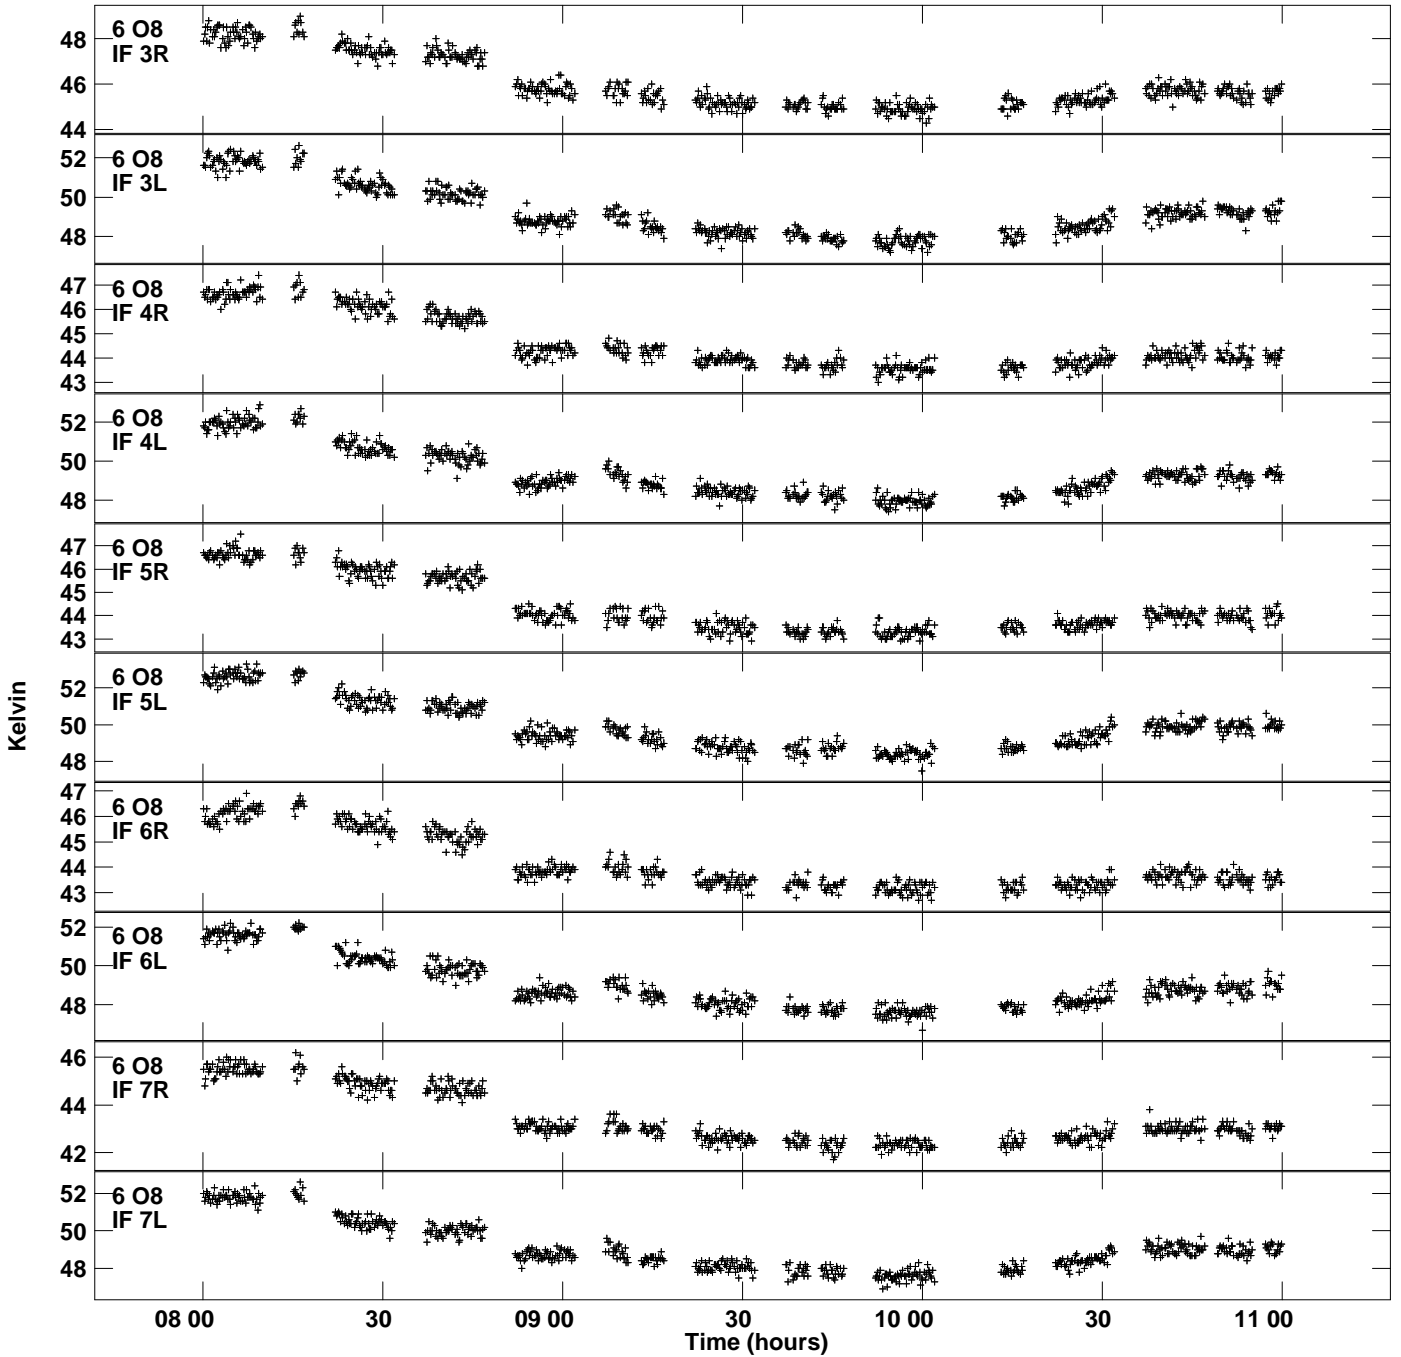 48
46
44
6 O8
IF 3R
52
50
48
6 O8
IF 3L
47
46
45
44
43
6 O8
IF 4R
52
50
48
6 O8
IF 4L
47
46
45
44
43
6 O8
IF 5R
52
50
48
6 O8
IF 5L
47
46
45
44
43
6 O8
IF 6R
52
50
48
6 O8
IF 6L
46
44
42
6 O8
IF 7R
52
50
48
6 O8
IF 7L
Kelvin
08 00 30 09 00 30 10 00 30 11 00
Time (hours)